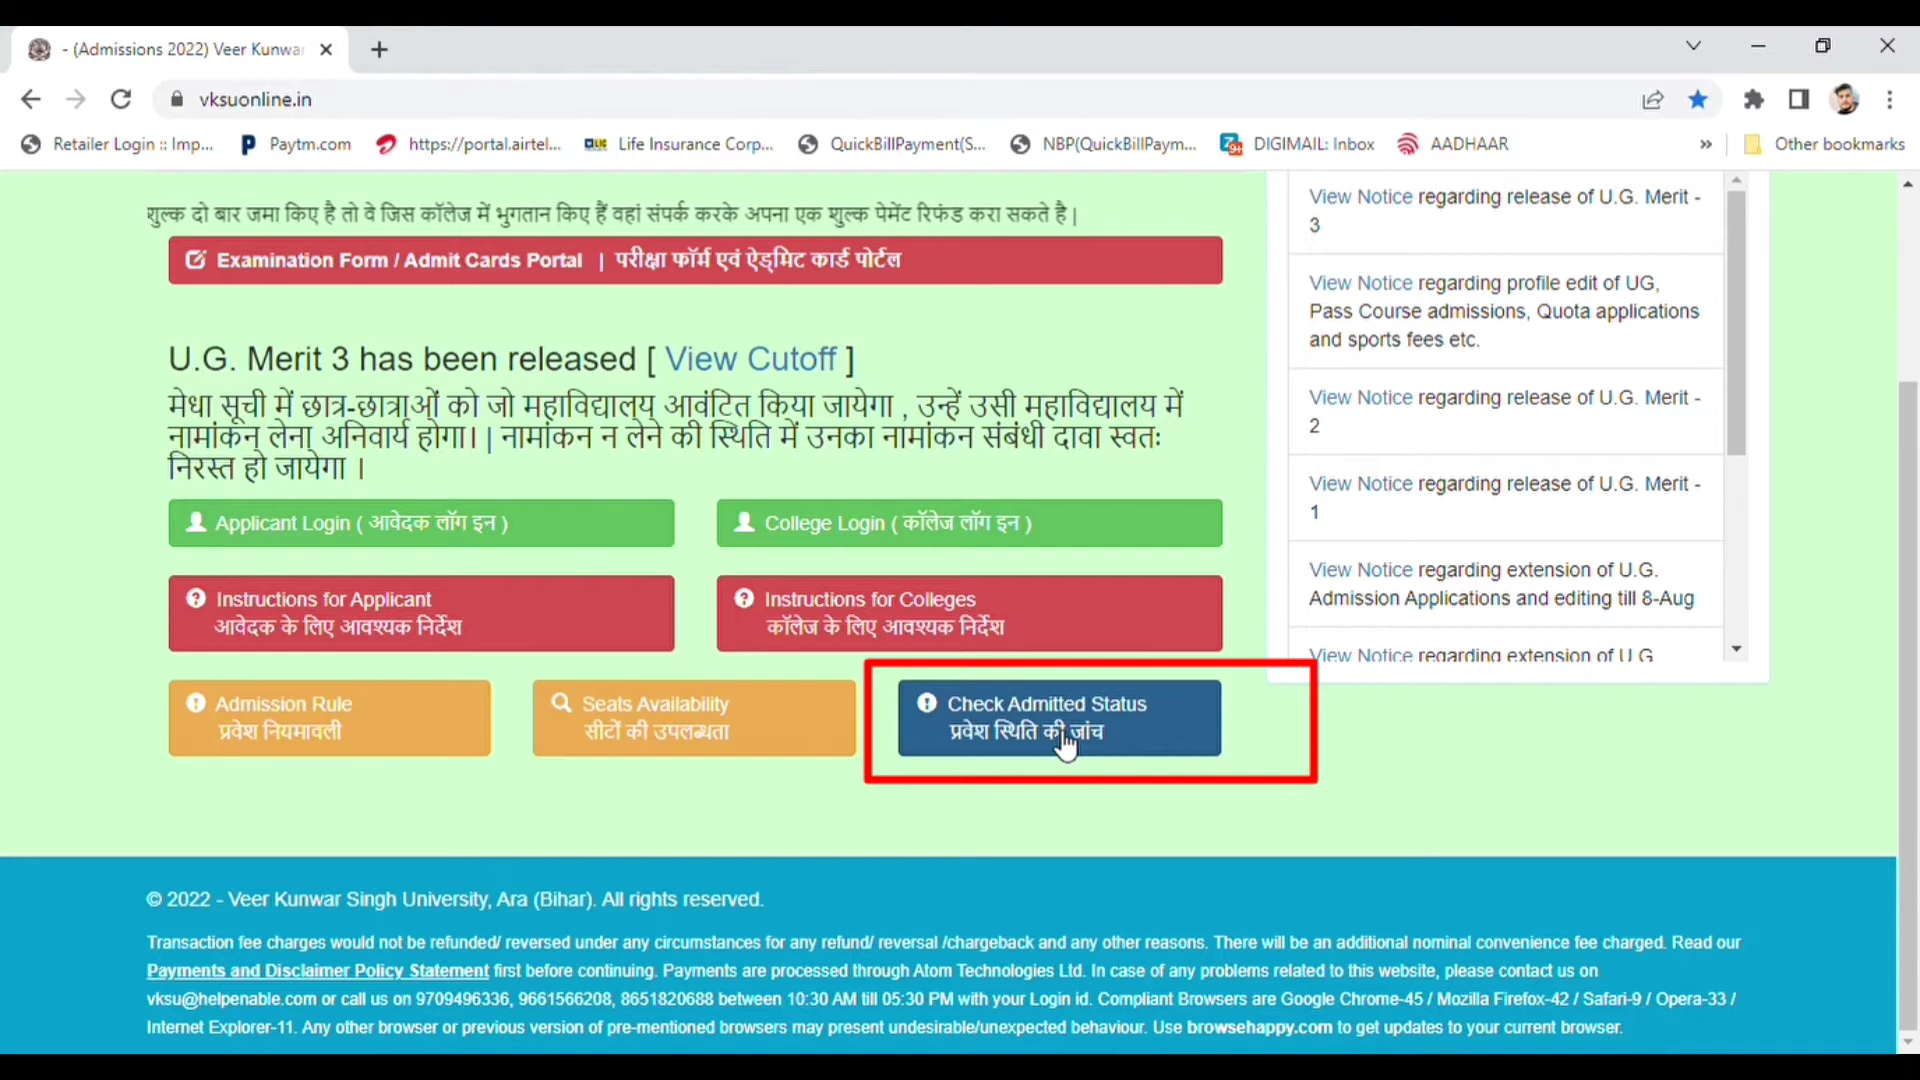 - (Admissions 2022) Veer Kunwar
vksuonline.in
Retailer Login :: Imp...
Paytm.com
https://portal.airtel...
Life Insurance Corp...
QuickBillPayment(S...
NBP(QuickBillPaym...
DIGIMAIL: Inbox
AADHAAR
»
Other bookmarks
शुल्क दो बार जमा किए है तो वे जिस कॉलेज में भुगतान किए हैं वहां संपर्क करके अपना एक शुल्क पेमेंट रिफंड करा सकते है |
Examination Form / Admit Cards Portal | परीक्षा फॉर्म एवं ऐड्मिट कार्ड पोर्टल
U.G. Merit 3 has been released [ View Cutoff ]
मेधा सूची में छात्र-छात्राओं को जो महाविद्यालय आवंटित किया जायेगा , उन्हें उसी महाविद्यालय में
नामांकन लेना अनिवार्य होगा। | नामांकन न लेने की स्थिति में उनका नामांकन संबंधी दावा स्वतः
निरस्त हो जायेगा ।
Applicant Login ( आवेदक लॉग इन )
College Login ( कॉलेज लॉग इन )
Instructions for Applicant
आवेदक के लिए आवश्यक निर्देश
Instructions for Colleges
कॉलेज के लिए आवश्यक निर्देश
Admission Rule
प्रवेश नियमावली
Seats Availability
सीटों की उपलब्धता
Check Admitted Status
प्रवेश स्थिति की जांच
View Notice regarding release of U.G. Merit -
3
View Notice regarding profile edit of UG,
Pass Course admissions, Quota applications
and sports fees etc.
View Notice regarding release of U.G. Merit -
2
View Notice regarding release of U.G. Merit -
1
View Notice regarding extension of U.G.
Admission Applications and editing till 8-Aug
View Notice regarding extension of U.G
© 2022 - Veer Kunwar Singh University, Ara (Bihar). All rights reserved.
Transaction fee charges would not be refunded/ reversed under any circumstances for any refund/ reversal /chargeback and any other reasons. There will be an additional nominal convenience fee charged. Read our
Payments and Disclaimer Policy Statement first before continuing. Payments are processed through Atom Technologies Ltd. In case of any problems related to this website, please contact us on
vksu@helpenable.com or call us on 9709496336, 9661566208, 8651820688 between 10:30 AM till 05:30 PM with your Login id. Compliant Browsers are Google Chrome-45 / Mozilla Firefox-42 / Safari-9 / Opera-33 /
Internet Explorer-11. Any other browser or previous version of pre-mentioned browsers may present undesirable/unexpected behaviour. Use browsehappy.com to get updates to your current browser.